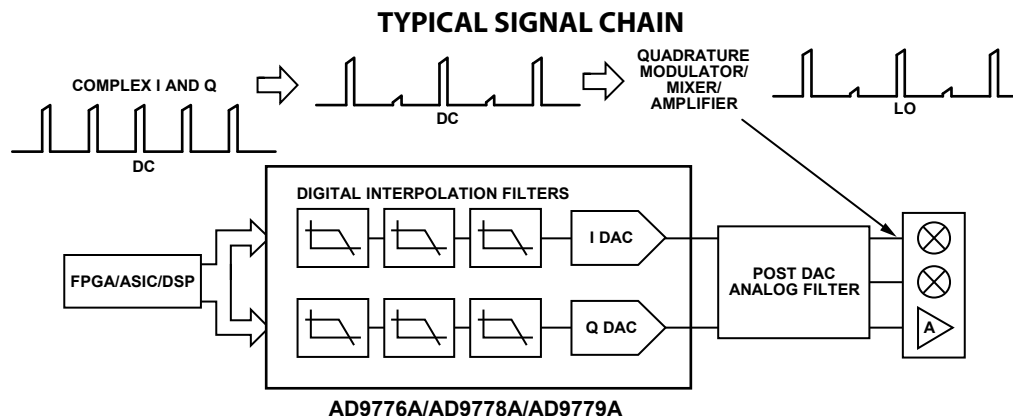 TYPICAL SIGNAL CHAIN
COMPLEX I AND Q
DC
DC
QUADRATURE
MODULATOR/
MIXER/
AMPLIFIER
LO
DIGITAL INTERPOLATION FILTERS
I DAC
FPGA/ASIC/DSP
POST DAC
ANALOG FILTER
Q DAC
A
AD9776A/AD9778A/AD9779A